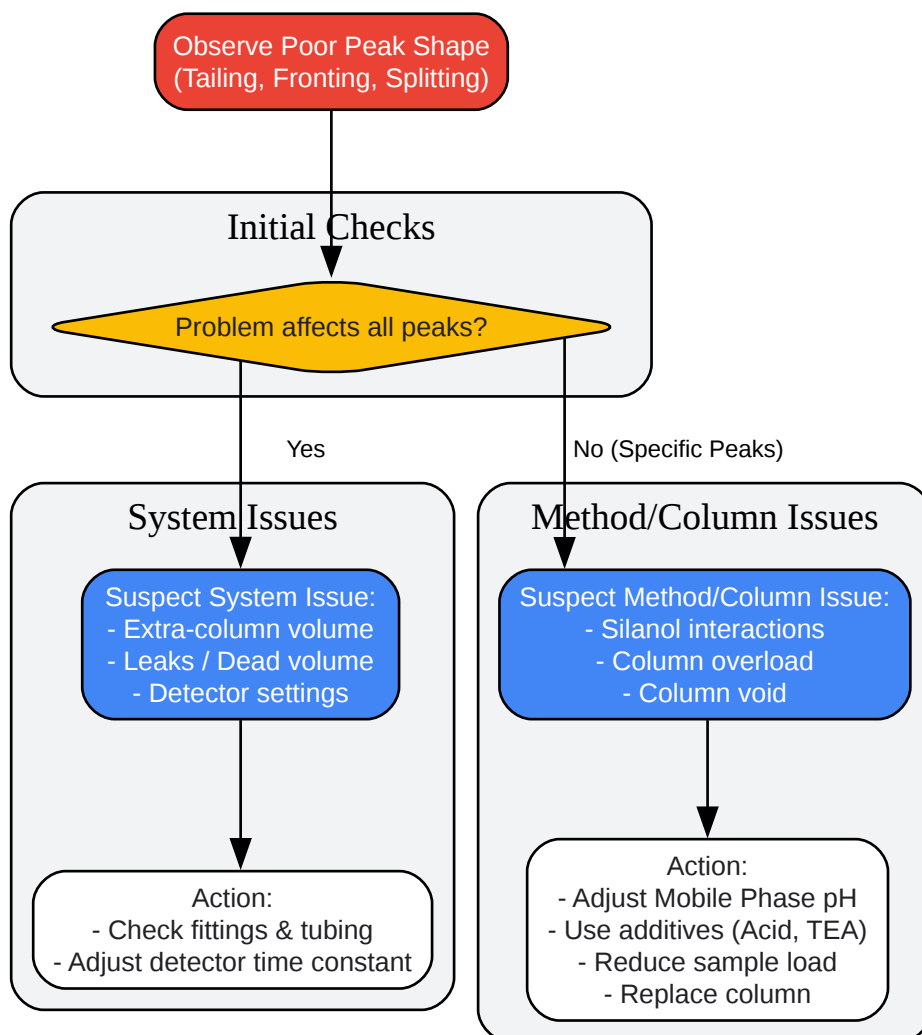 Observe Poor Peak Shape
(Tailing, Fronting, Splitting)
Initial Checks
Problem affects all peaks?
Yes
No (Specific Peaks)
System Issues
Suspect System Issue:
- Extra-column volume
- Leaks / Dead volume
- Detector settings
Action:
- Check fittings & tubing
- Adjust detector time constant
Method/Column Issues
Suspect Method/Column Issue:
- Silanol interactions
- Column overload
- Column void
Action:
- Adjust Mobile Phase pH
- Use additives (Acid, TEA)
- Reduce sample load
- Replace column